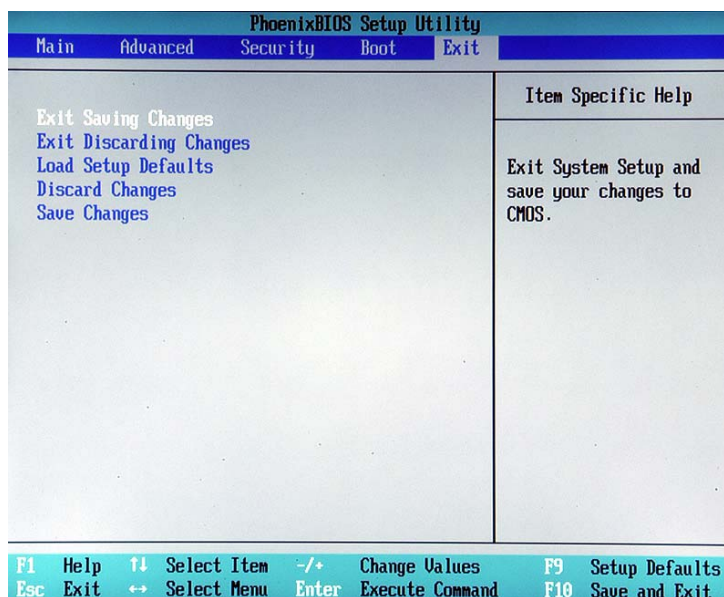 PhoenixBIOS Setup Utility
Main Advanced Security Boot Exit
Item Specific Help
Exit Saving Changes
Exit Discarding Changes
Load Setup Defaults
Discard Changes
Save Changes
Exit System Setup and
save your changes to
CMOS.
F1 Help ↑↓ Select Item -/+ Change Values F9 Setup Defaults
Esc Exit ↔ Select Menu Enter Execute Command F10 Save and Exit